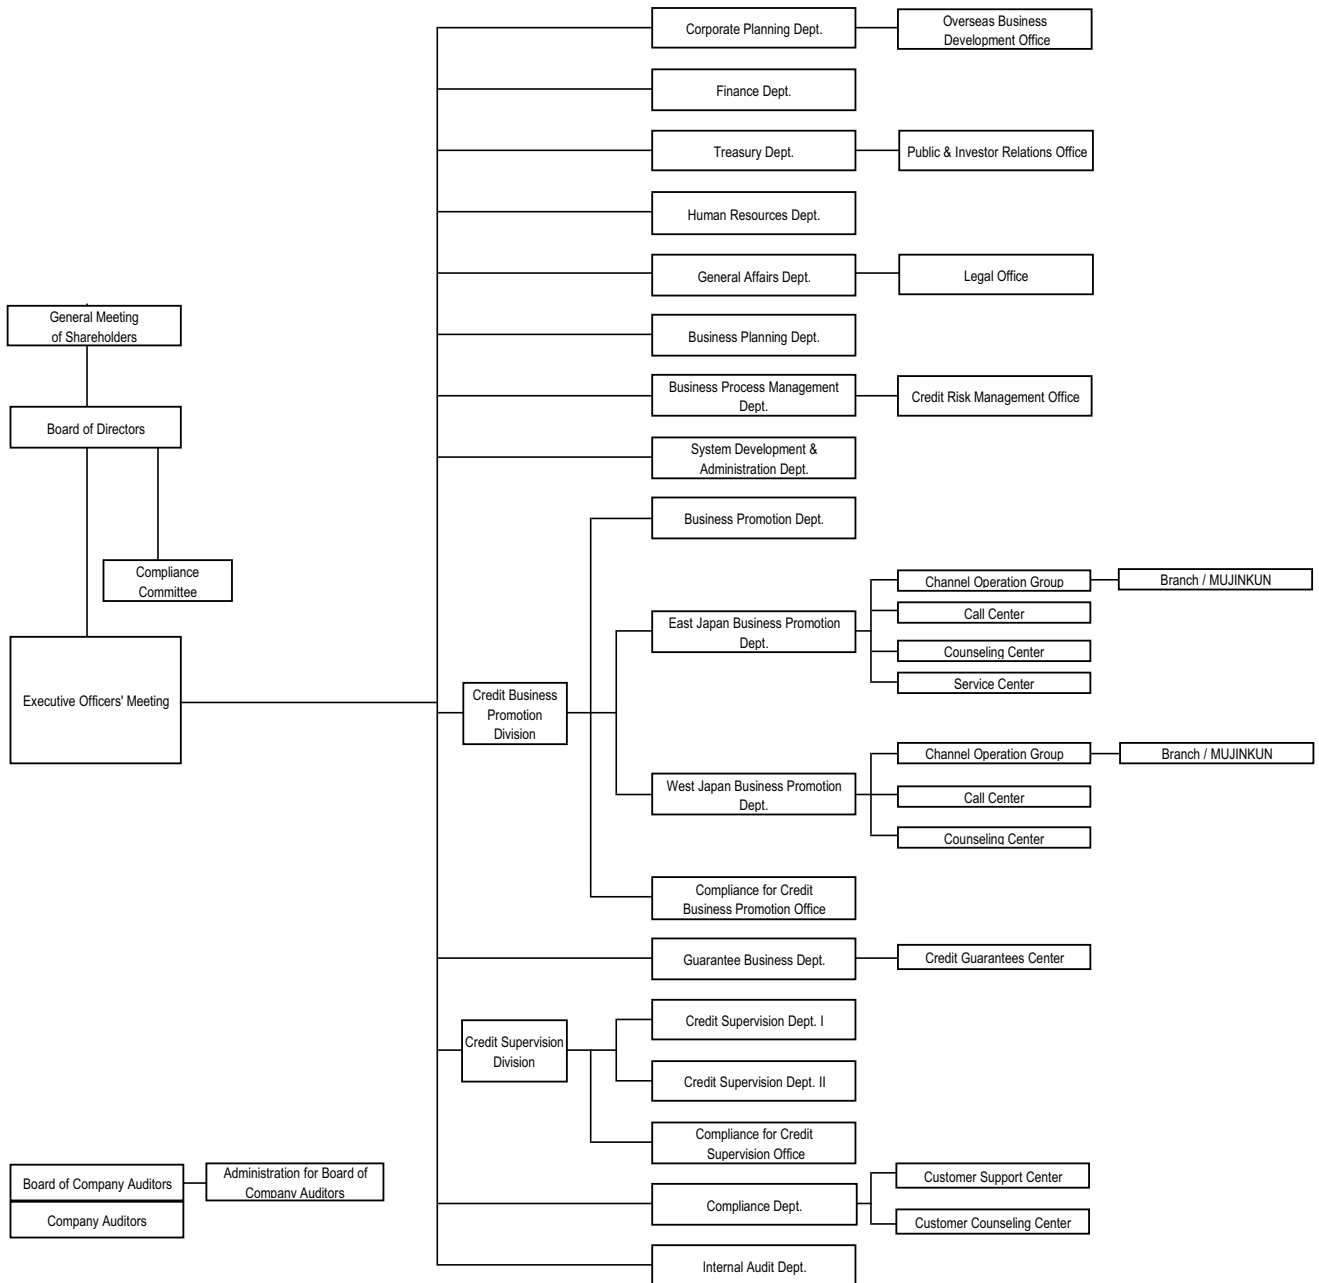 Corporate Planning Dept.
Overseas Business
Development Office
Finance Dept.
Treasury Dept.
Public & Investor Relations Office
Human Resources Dept.
General Affairs Dept.
Legal Office
General Meeting
of Shareholders
Business Planning Dept.
Business Process Management
Dept.
Credit Risk Management Office
Board of Directors
System Development &
Administration Dept.
Business Promotion Dept.
Compliance
Committee
Channel Operation Group
Branch / MUJINKUN
Call Center
East Japan Business Promotion
Dept.
Counseling Center
Service Center
Executive Officers' Meeting
Credit Business
Promotion
Division
Channel Operation Group
Branch / MUJINKUN
West Japan Business Promotion
Dept.
Call Center
Counseling Center
Compliance for Credit
Business Promotion Office
Guarantee Business Dept.
Credit Guarantees Center
Credit Supervision Dept. I
Credit Supervision
Division
Credit Supervision Dept. II
Compliance for Credit
Supervision Office
Board of Company Auditors
Administration for Board of
Company Auditors
Customer Support Center
Compliance Dept.
Company Auditors
Customer Counseling Center
Internal Audit Dept.